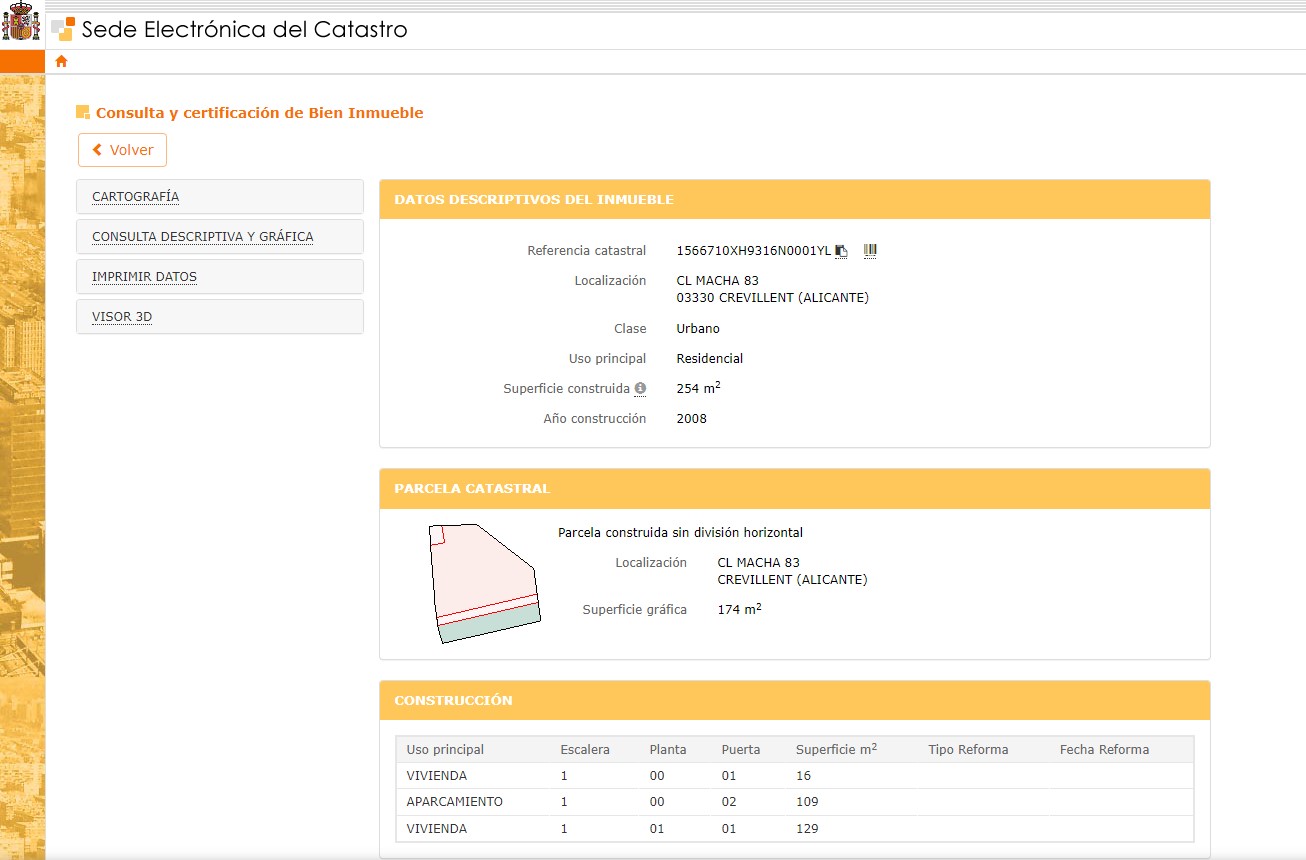 Sede Electrónica del Catastro
Consulta y certificación de Bien Inmueble
Volver
CARTOGRAFÍA
CONSULTA DESCRIPTIVA Y GRÁFICA
IMPRIMIR DATOS
VISOR 3D
DATOS DESCRIPTIVOS DEL INMUEBLE
Referencia catastral 1566710XH9316N0001YL
Localización CL MACHA 83
03330 CREVILLENT (ALICANTE)
Clase Urbano
Uso principal Residencial
Superficie construida 254 m²
Año construcción 2008
PARCELA CATASTRAL
Parcela construida sin división horizontal
Localización CL MACHA 83
CREVILLENT (ALICANTE)
Superficie gráfica 174 m²
CONSTRUCCIÓN
Uso principal Escalera Planta Puerta Superficie m² Tipo Reforma Fecha Reforma
VIVIENDA 1 00 01 16
APARCAMIENTO 1 00 02 109
VIVIENDA 1 01 01 129